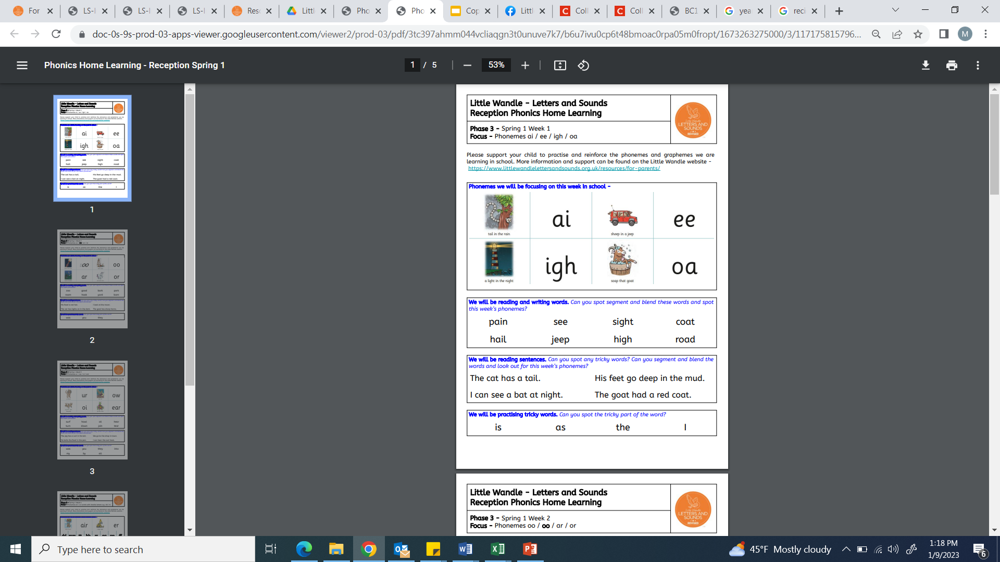 For
LS-I
LS-I
LS-I
Reso
Littl
Pho
Pho
Cop
Littl
Coll
Coll
BC1
yea
reci
doc-0s-9s-prod-03-apps-viewer.googleusercontent.com/viewer2/prod-03/pdf/3tc397ahmm044vcliaqgn3t0unuve7k7/b6u7ivu0cp6t48bmoac0rpa05m0fropt/1673263275000/3/117175815796...
M
Phonics Home Learning - Reception Spring 1
1 / 5
53%
1
2
3
Little Wandle - Letters and Sounds
Reception Phonics Home Learning
Phase 3 - Spring 1 Week 1
Focus - Phonemes ai / ee / igh / oa
Little Wandle
LETTERS AND
SOUNDS
REVISED
Please support your child to practise and reinforce the phonemes and graphemes we are
learning in school. More information and support can be found on the Little Wandle website -
https://www.littlewandlelettersandsounds.org.uk/resources/for-parents/
Phonemes we will be focusing on this week in school -
tail in the rain
ai
sheep in a jeep
ee
a light in the night
igh
soap that goat
oa
We will be reading and writing words. Can you spot segment and blend these words and spot
this week's phonemes?
pain see sight coat
hail jeep high road
We will be reading sentences. Can you spot any tricky words? Can you segment and blend the
words and look out for this week's phonemes?
The cat has a tail. His feet go deep in the mud.
I can see a bat at night. The goat had a red coat.
We will be practising tricky words. Can you spot the tricky part of the word?
is as the I
Little Wandle - Letters and Sounds
Reception Phonics Home Learning
Phase 3 - Spring 1 Week 2
Focus - Phonemes oo / oo / ar / or
Little Wandle
LETTERS AND
SOUNDS
REVISED
Type here to search
45°F Mostly cloudy
1:18 PM
1/9/2023
6